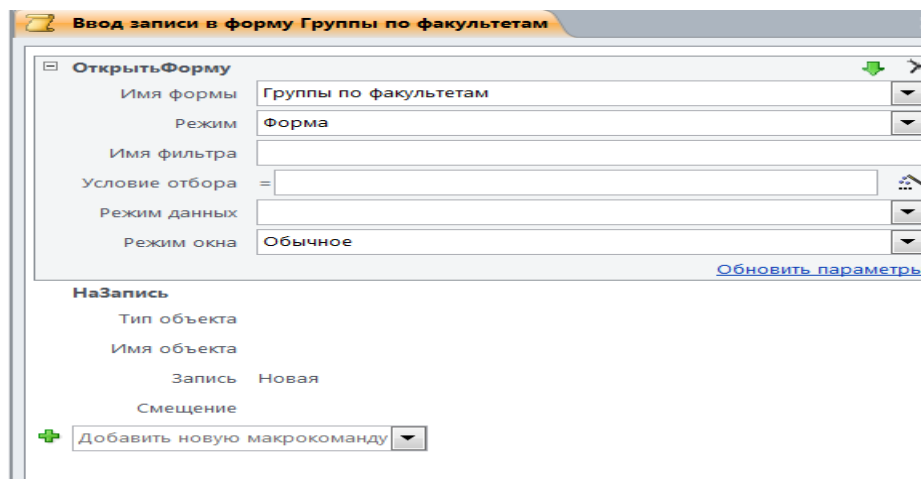 Ввод записи в форму Группы по факультетам
ОткрытьФорму
Имя формы Группы по факультетам
Режим Форма
Имя фильтра
Условие отбора =
Режим данных
Режим окна Обычное
Обновить параметры
НаЗапись
Тип объекта
Имя объекта
Запись Новая
Смещение
Добавить новую макрокоманду